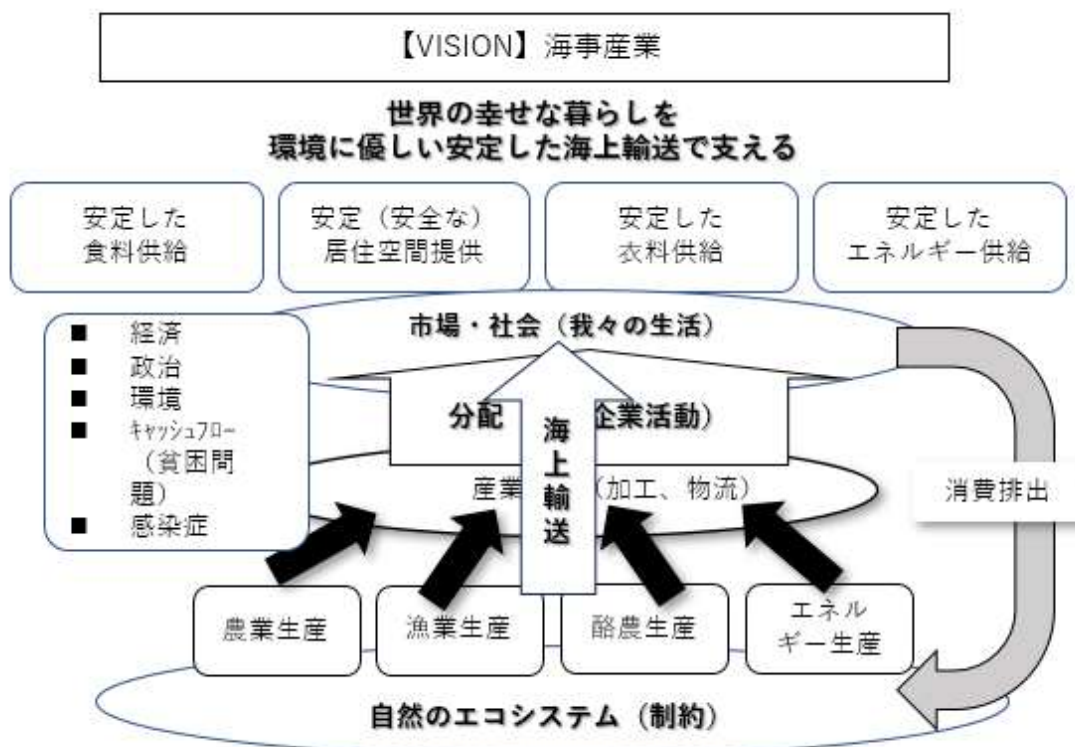 【VISION】海事産業
世界の幸せな暮らしを
環境に優しい安定した海上輸送で支える
安定した
食料供給
安定（安全な）
居住空間提供
安定した
衣料供給
安定した
エネルギー供給
市場・社会（我々の生活）
■ 経済
■ 政治
■ 環境
■ ｷｬｯｼｭﾌﾛｰ
（貧困問
題）
■ 感染症
分配
企業活動）
海上輸送
産業
（加工、物流）
消費排出
農業生産
漁業生産
酪農生産
エネル
ギー生産
自然のエコシステム（制約）